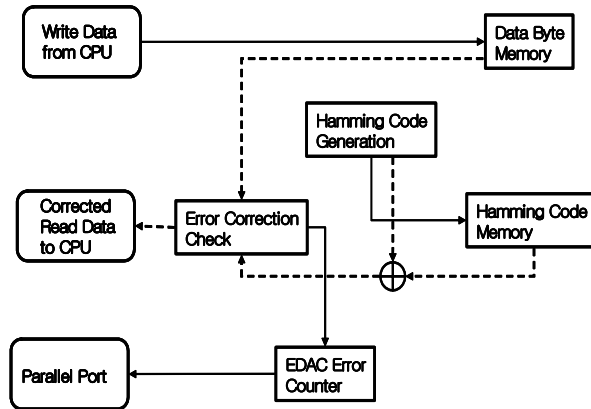 Write Data
from CPU
Data Byte
Memory
Hamming Code
Generation
Corrected
Read Data
to CPU
Error Correction
Check
Hamming Code
Memory
Parallel Port
EDAC Error
Counter